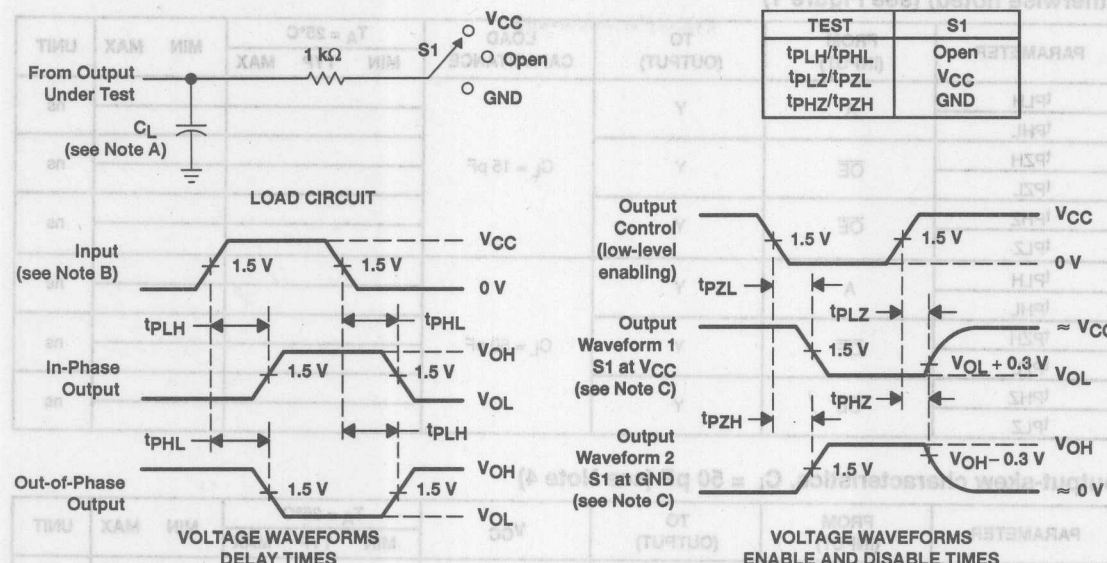 TEST S1
tPLH/tPHL Open
tPLZ/tPZL VCC
tPHZ/tPZH GND
VCC
S1
Open
GND
1 kΩ
From Output
Under Test
CL
(see Note A)
LOAD CIRCUIT
Input
(see Note B)
1.5 V
1.5 V
VCC
0 V
tPLH
tPHL
In-Phase
Output
1.5 V
1.5 V
VOH
VOL
tPHL
tPLH
Out-of-Phase
Output
1.5 V
1.5 V
VOH
VOL
VOLTAGE WAVEFORMS
DELAY TIMES
Output
Control
(low-level
enabling)
1.5 V
1.5 V
VCC
0 V
tPZL
tPLZ
Output
Waveform 1
S1 at VCC
(see Note C)
1.5 V
≈ VCC
VOL + 0.3 V
VOL
tPZH
tPHZ
Output
Waveform 2
S1 at GND
(see Note C)
1.5 V
VOH
VOH − 0.3 V
≈ 0 V
VOLTAGE WAVEFORMS
ENABLE AND DISABLE TIMES